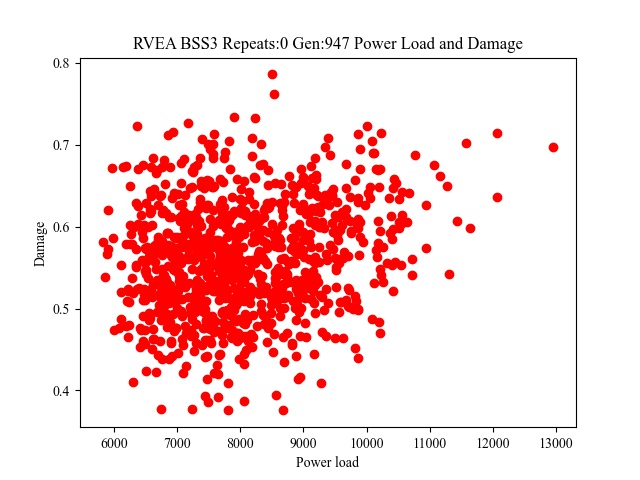 RVEA BSS3 Repeats:0 Gen:947 Power Load and Damage
0.8
0.7
0.6
0.5
0.4
Damage
6000 7000 8000 9000 10000 11000 12000 13000
Power load